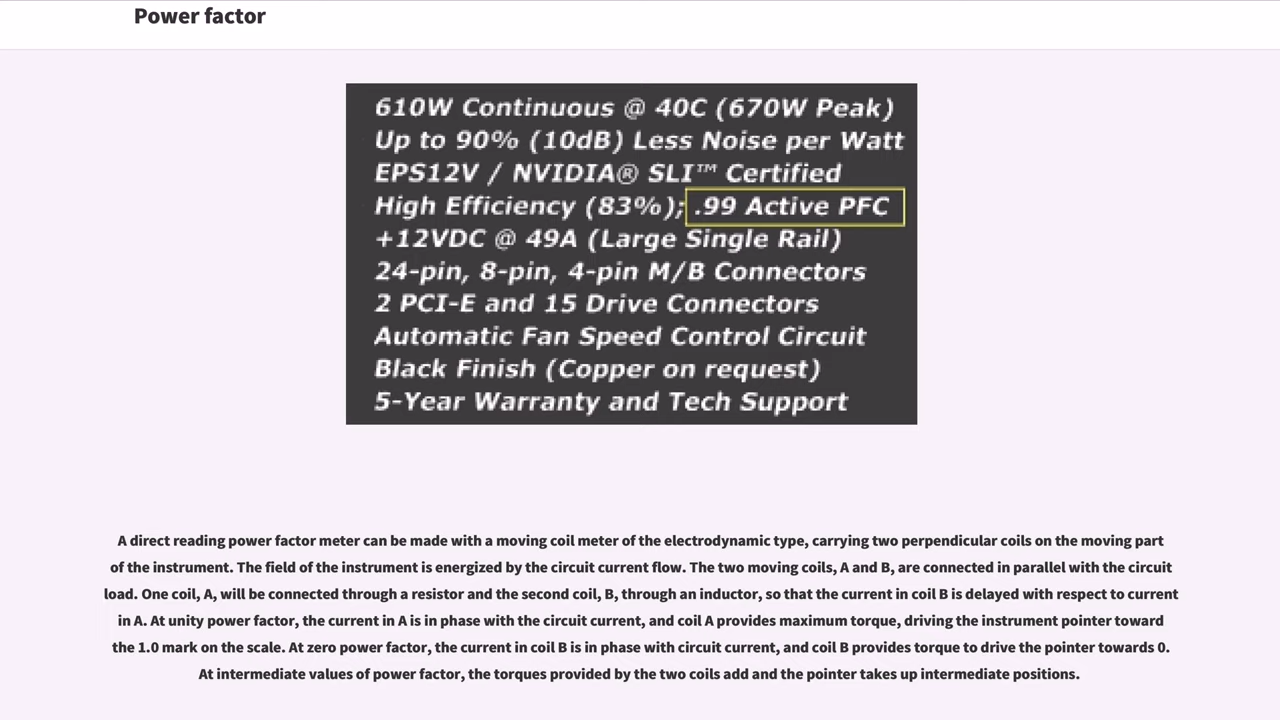 Power factor
610W Continuous @ 40C (670W Peak)
Up to 90% (10dB) Less Noise per Watt
EPS12V / NVIDIA® SLI™ Certified
High Efficiency (83%); .99 Active PFC
+12VDC @ 49A (Large Single Rail)
24-pin, 8-pin, 4-pin M/B Connectors
2 PCI-E and 15 Drive Connectors
Automatic Fan Speed Control Circuit
Black Finish (Copper on request)
5-Year Warranty and Tech Support
A direct reading power factor meter can be made with a moving coil meter of the electrodynamic type, carrying two perpendicular coils on the moving part
of the instrument. The field of the instrument is energized by the circuit current flow. The two moving coils, A and B, are connected in parallel with the circuit
load. One coil, A, will be connected through a resistor and the second coil, B, through an inductor, so that the current in coil B is delayed with respect to current
in A. At unity power factor, the current in A is in phase with the circuit current, and coil A provides maximum torque, driving the instrument pointer toward
the 1.0 mark on the scale. At zero power factor, the current in coil B is in phase with circuit current, and coil B provides torque to drive the pointer towards 0.
At intermediate values of power factor, the torques provided by the two coils add and the pointer takes up intermediate positions.